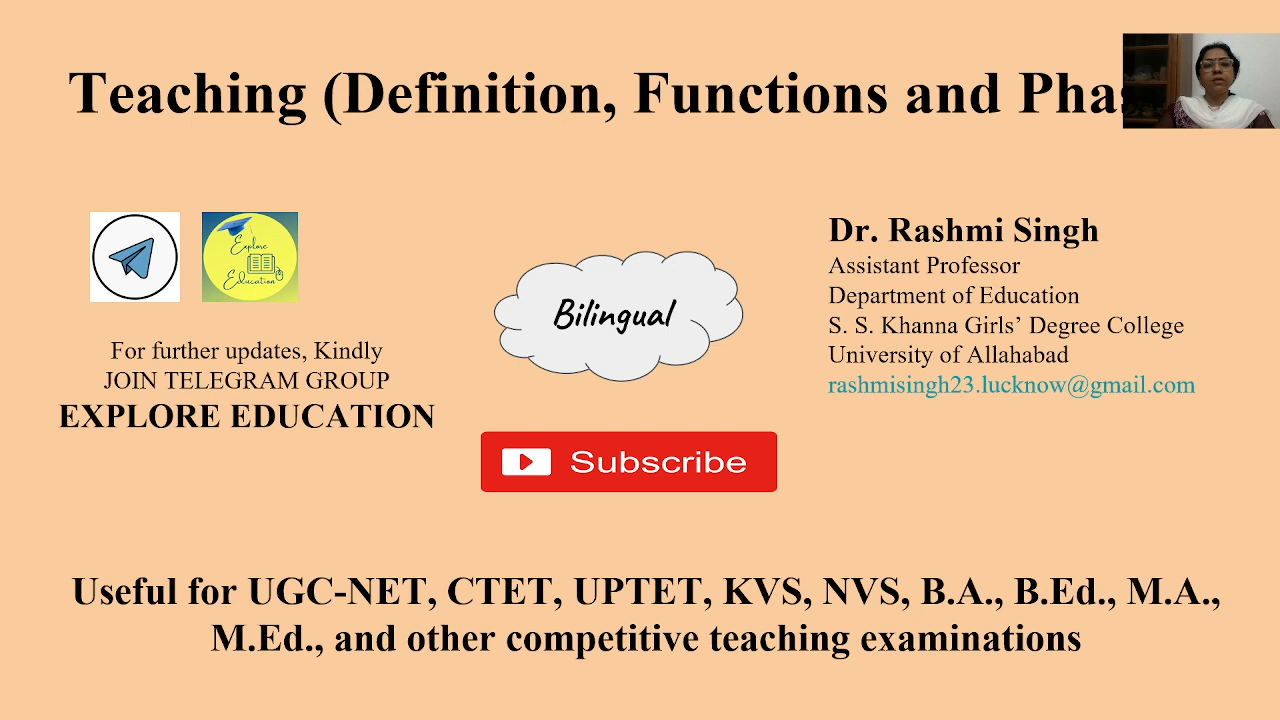 Teaching (Definition, Functions and
Explore
Education
For further updates, Kindly
JOIN TELEGRAM GROUP
EXPLORE EDUCATION
Bilingual
Subscribe
Dr. Rashmi Singh
Assistant Professor
Department of Education
S. S. Khanna Girls’ Degree College
University of Allahabad
rashmisingh23.lucknow@gmail.com
Useful for UGC-NET, CTET, UPTET, KVS, NVS, B.A., B.Ed., M.A.,
M.Ed., and other competitive teaching examinations